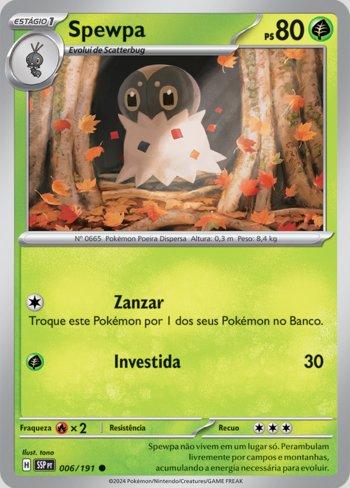 ESTÁGIO 1
Spewpa
PS 80
Evolui de Scatterbug
Nº 0665 Pokémon Poeira Dispersa Altura: 0,3 m Peso: 8,4 kg
Zanzar
Troque este Pokémon por 1 dos seus Pokémon no Banco.
Investida 30
Fraqueza × 2 Resistência Recuo
Ilust. tono
H SSP PT 006/191
Spewpa não vivem em um lugar só. Perambulam
livremente por campos e montanhas,
acumulando a energia necessária para evoluir.
©2024 Pokémon/Nintendo/Creatures/GAME FREAK